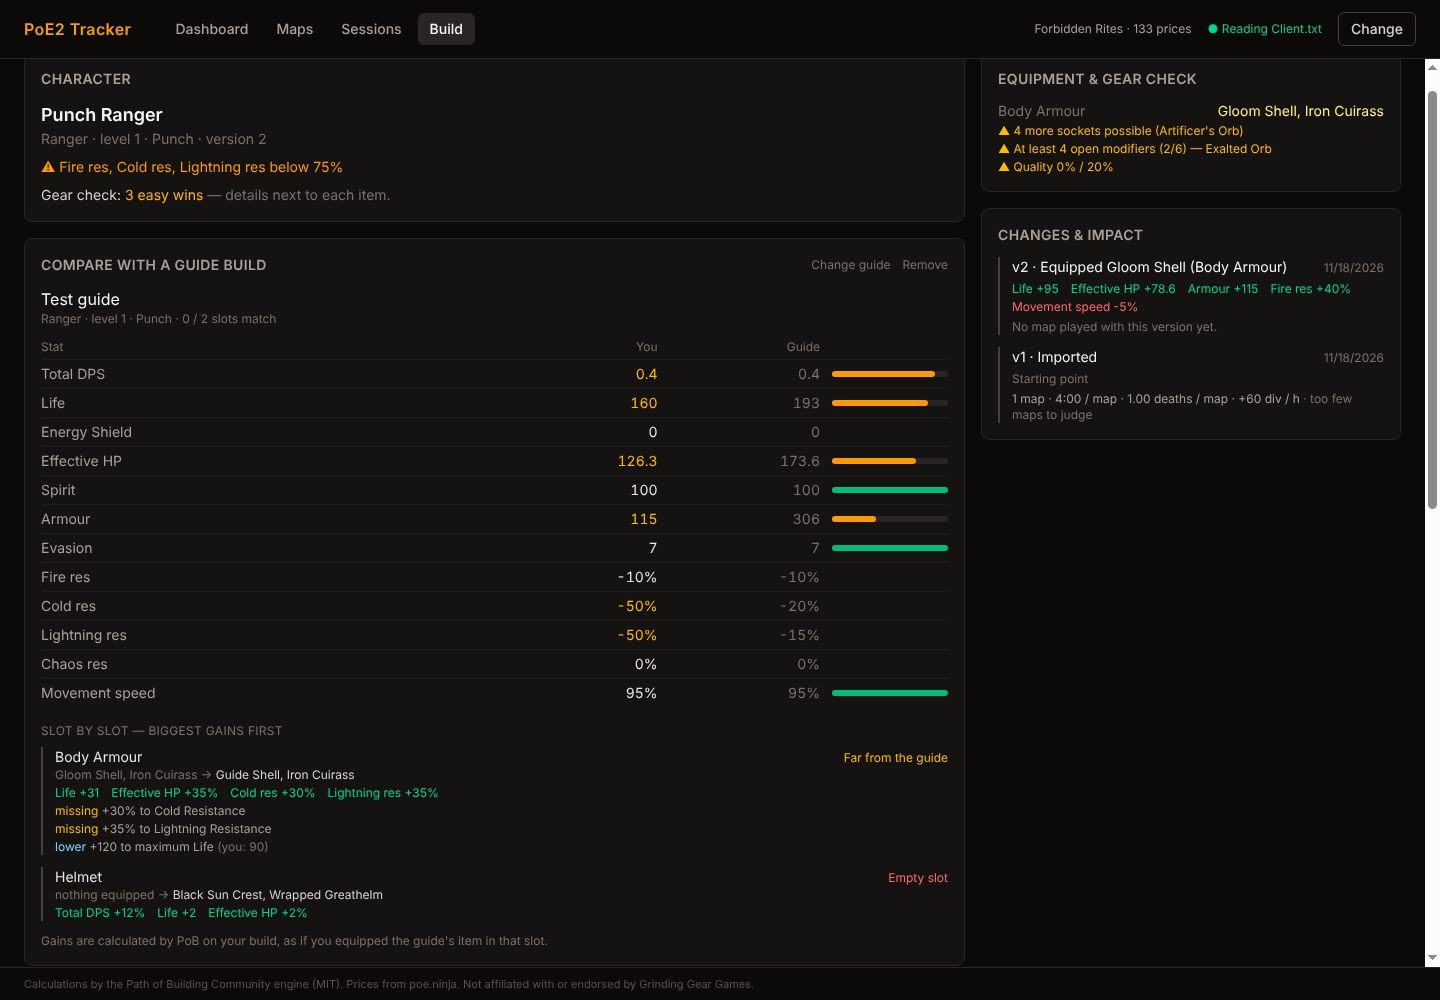 PoE2 Tracker Dashboard Maps Sessions Build Forbidden Rites · 133 prices Reading Client.txt Change
CHARACTER
Punch Ranger
Ranger · level 1 · Punch · version 2
Fire res, Cold res, Lightning res below 75%
Gear check: 3 easy wins — details next to each item.
COMPARE WITH A GUIDE BUILD Change guide Remove
Test guide
Ranger · level 1 · Punch · 0 / 2 slots match
Stat You Guide
Total DPS 0.4 0.4
Life 160 193
Energy Shield 0 0
Effective HP 126.3 173.6
Spirit 100 100
Armour 115 306
Evasion 7 7
Fire res -10% -10%
Cold res -50% -20%
Lightning res -50% -15%
Chaos res 0% 0%
Movement speed 95% 95%
SLOT BY SLOT — BIGGEST GAINS FIRST
Body Armour Far from the guide
Gloom Shell, Iron Cuirass → Guide Shell, Iron Cuirass
Life +31 Effective HP +35% Cold res +30% Lightning res +35%
missing +30% to Cold Resistance
missing +35% to Lightning Resistance
lower +120 to maximum Life (you: 90)
Helmet Empty slot
nothing equipped → Black Sun Crest, Wrapped Greathelm
Total DPS +12% Life +2 Effective HP +2%
Gains are calculated by PoB on your build, as if you equipped the guide's item in that slot.
EQUIPMENT & GEAR CHECK
Body Armour Gloom Shell, Iron Cuirass
▲ 4 more sockets possible (Artificer's Orb)
▲ At least 4 open modifiers (2/6) — Exalted Orb
▲ Quality 0% / 20%
CHANGES & IMPACT
v2 · Equipped Gloom Shell (Body Armour) 11/18/2026
Life +95 Effective HP +78.6 Armour +115 Fire res +40%
Movement speed -5%
No map played with this version yet.
v1 · Imported 11/18/2026
Starting point
1 map · 4:00 / map · 1.00 deaths / map · +60 div / h · too few
maps to judge
Calculations by the Path of Building Community engine (MIT). Prices from poe.ninja. Not affiliated with or endorsed by Grinding Gear Games.